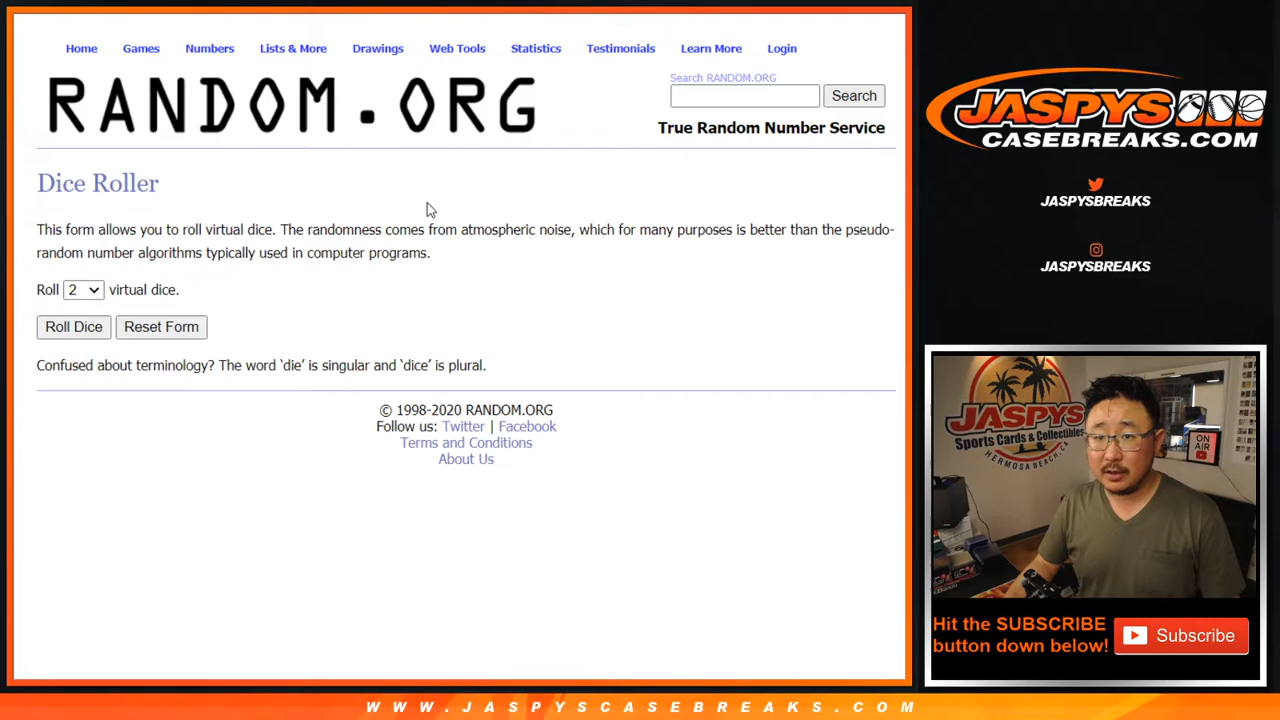 Home Games Numbers Lists & More Drawings Web Tools Statistics Testimonials Learn More Login
RANDOM.ORG
Search RANDOM.ORG
Search
True Random Number Service
Dice Roller
This form allows you to roll virtual dice. The randomness comes from atmospheric noise, which for many purposes is better than the pseudo-
random number algorithms typically used in computer programs.
Roll 2 virtual dice.
Roll Dice Reset Form
Confused about terminology? The word ‘die’ is singular and ‘dice’ is plural.
© 1998-2020 RANDOM.ORG
Follow us: Twitter | Facebook
Terms and Conditions
About Us
JASPYS
CASEBREAKS.COM
JASPYSBREAKS
JASPYSBREAKS
JASPYS
Sports Cards & Collectibles
HERMOSA BEACH, CA
ON
AIR
Hit the SUBSCRIBE
button down below!
Subscribe
WWW.JASPYSCASEBREAKS.COM